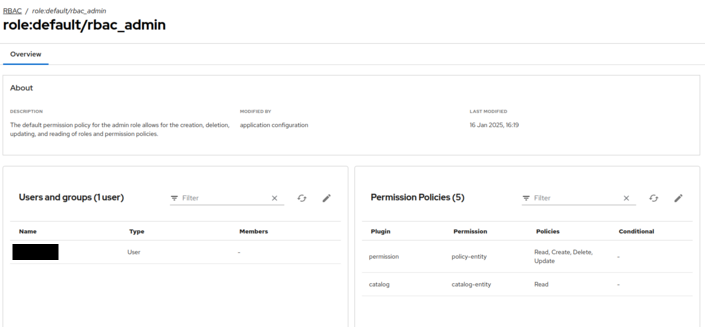 RBAC / role:default/rbac_admin
role:default/rbac_admin
Overview
About
DESCRIPTION MODIFIED BY LAST MODIFIED
The default permission policy for the admin role allows for the creation, deletion, application configuration 16 Jan 2025, 16:19
updating, and reading of roles and permission policies.
Users and groups (1 user) Filter
Name Type Members
User -
Permission Policies (5) Filter
Plugin Permission Policies Conditional
permission policy-entity Read, Create, Delete, -
Update
catalog catalog-entity Read -